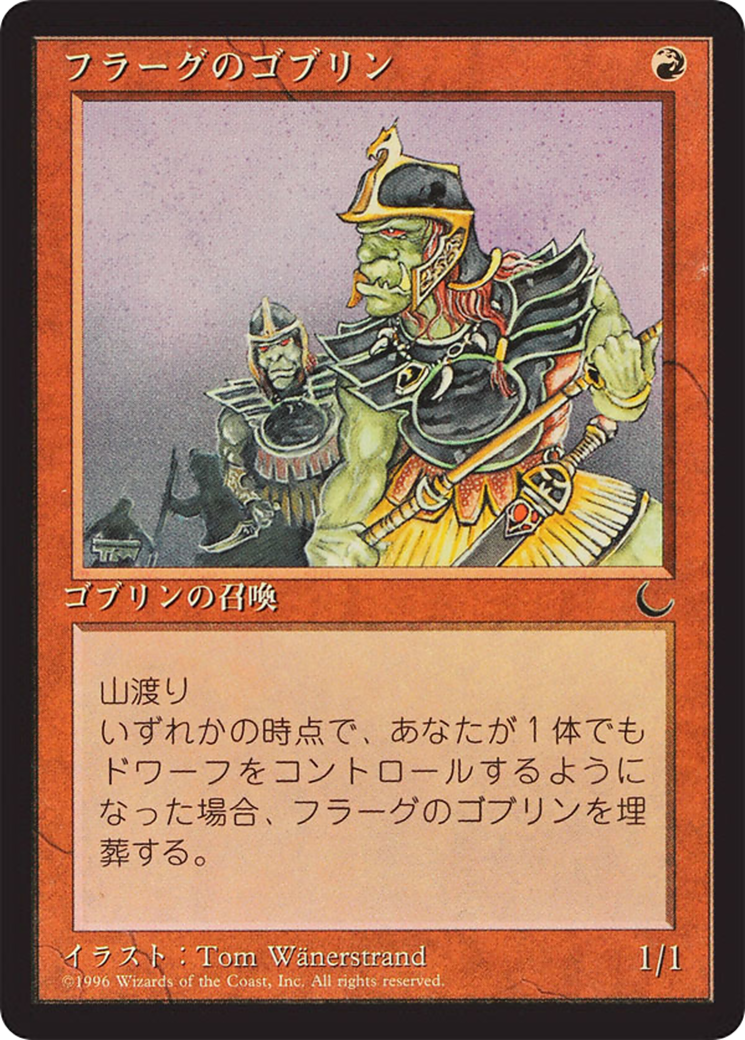 フラーグのゴブリン
ゴブリンの召喚
山渡り
いずれかの時点で、あなたが1体でも
ドワーフをコントロールするように
なった場合、フラーグのゴブリンを埋
葬する。
イラスト：Tom Wänerstrand
1/1
©1996 Wizards of the Coast, Inc. All rights reserved.